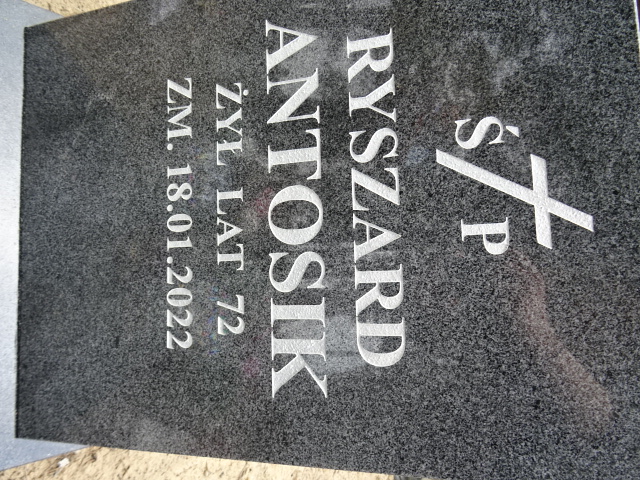 Ś P
RYSZARD
ANTOSIK
ŻYŁ LAT 72
ZM. 18.01.2022